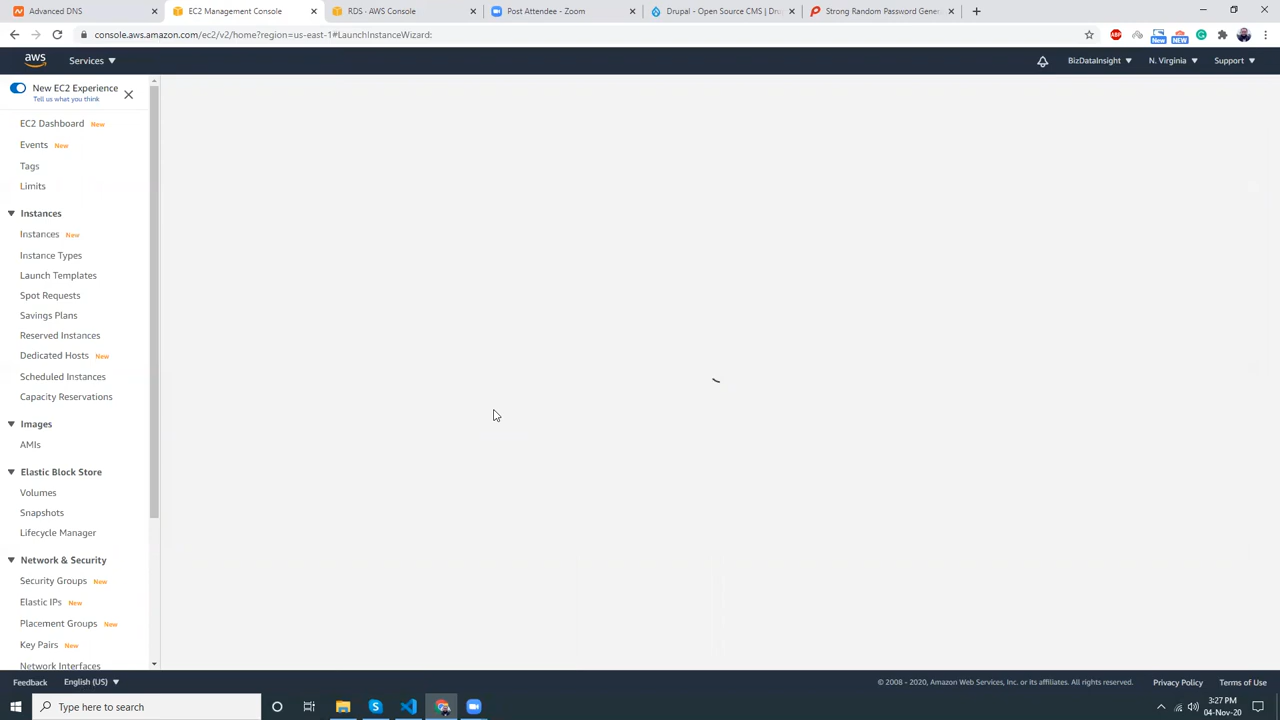 Advanced DNS
EC2 Management Console
RDS · AWS Console
Post Attendee - Zoom
Drupal - Open Source CMS | Dru
Strong Random Password Gene
console.aws.amazon.com/ec2/v2/home?region=us-east-1#LaunchInstanceWizard:
ABP
New
NEW
aws
Services
BizDataInsight
N. Virginia
Support
New EC2 Experience
Tell us what you think
EC2 Dashboard New
Events New
Tags
Limits
Instances
Instances New
Instance Types
Launch Templates
Spot Requests
Savings Plans
Reserved Instances
Dedicated Hosts New
Scheduled Instances
Capacity Reservations
Images
AMIs
Elastic Block Store
Volumes
Snapshots
Lifecycle Manager
Network & Security
Security Groups New
Elastic IPs New
Placement Groups New
Key Pairs New
Network Interfaces
Feedback
English (US)
© 2008 - 2020, Amazon Web Services, Inc. or its affiliates. All rights reserved.
Privacy Policy
Terms of Use
Type here to search
3:27 PM
04-Nov-20